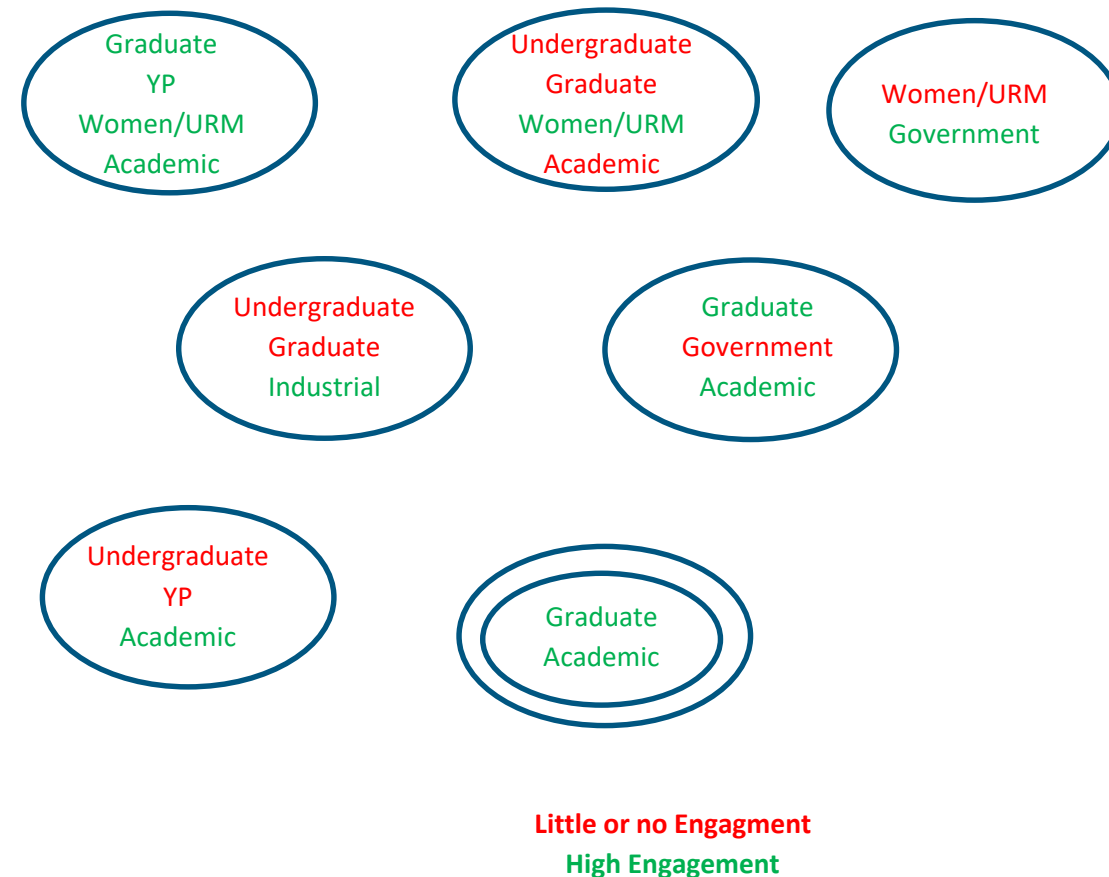 Graduate
YP
Women/URM
Academic
Undergraduate
Graduate
Women/URM
Academic
Women/URM
Government
Undergraduate
Graduate
Industrial
Graduate
Government
Academic
Undergraduate
YP
Academic
Graduate
Academic
Little or no Engagment
High Engagement